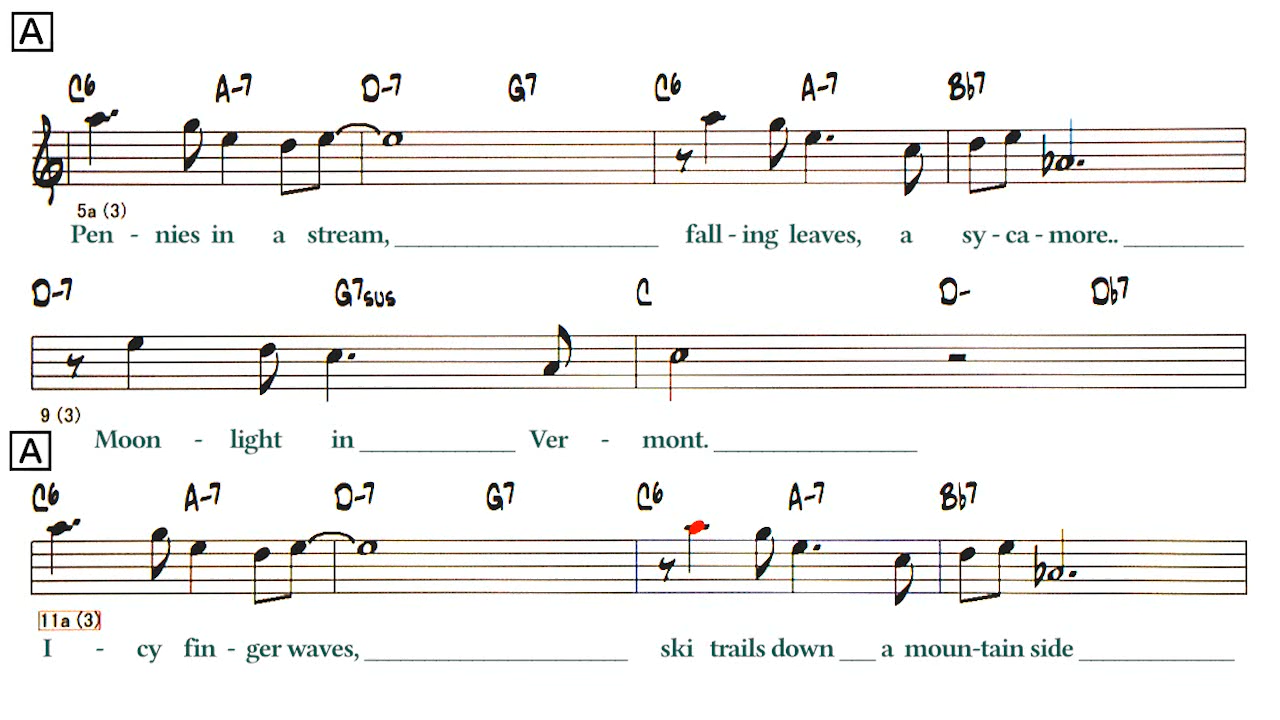 A
C6 A-7 D-7 G7 C6 A-7 Bb7
5a (3)
Pen - nies in a stream, fall - ing leaves, a sy - ca - more..
D-7 G7sus C D- Db7
9 (3)
Moon - light in Ver - mont.
A
C6 A-7 D-7 G7 C6 A-7 Bb7
11a (3)
I - cy fin - ger waves, ski trails down a moun-tain side